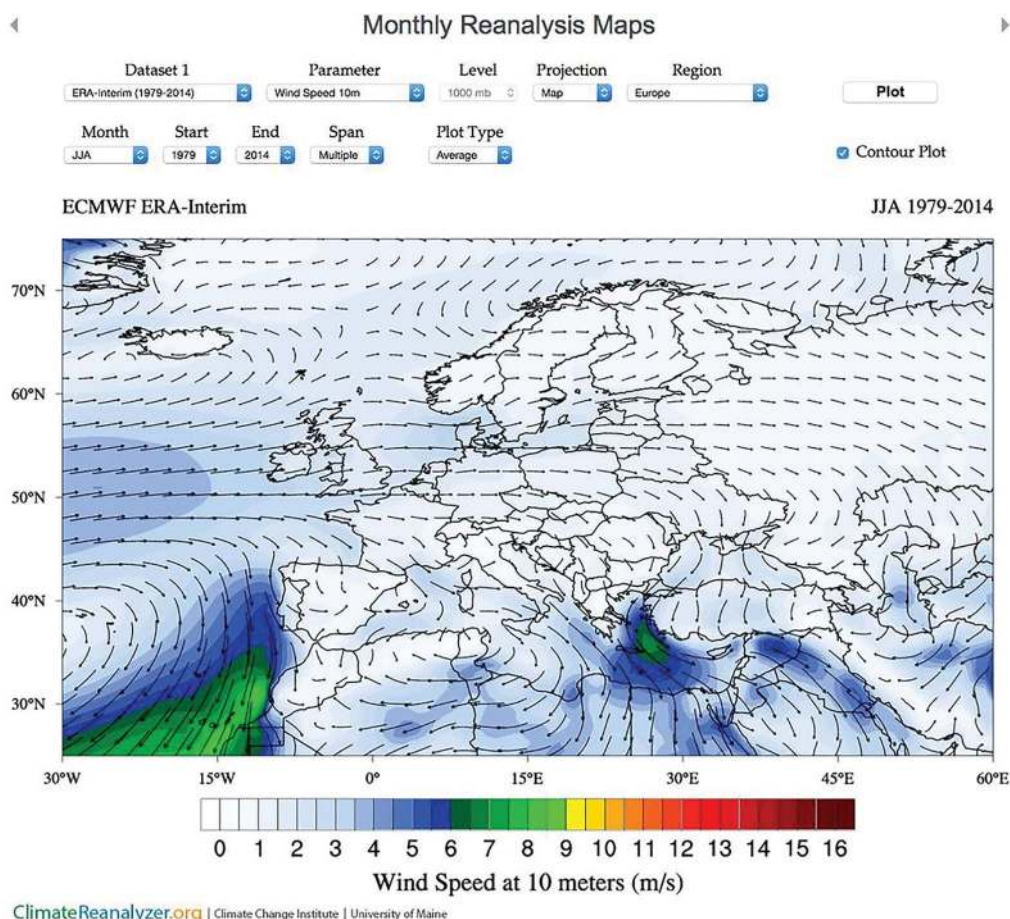 Monthly Reanalysis Maps
Dataset 1 Parameter Level Projection Region
ERA-Interim (1979-2014) Wind Speed 10m 1000 mb Map Europe Plot
Month Start End Span Plot Type
JJA 1979 2014 Multiple Average Contour Plot
ECMWF ERA-Interim JJA 1979-2014
70°N
60°N
50°N
40°N
30°N
30°W 15°W 0° 15°E 30°E 45°E 60°E
0 1 2 3 4 5 6 7 8 9 10 11 12 13 14 15 16
Wind Speed at 10 meters (m/s)
ClimateReanalyzer.org | Climate Change Institute | University of Maine